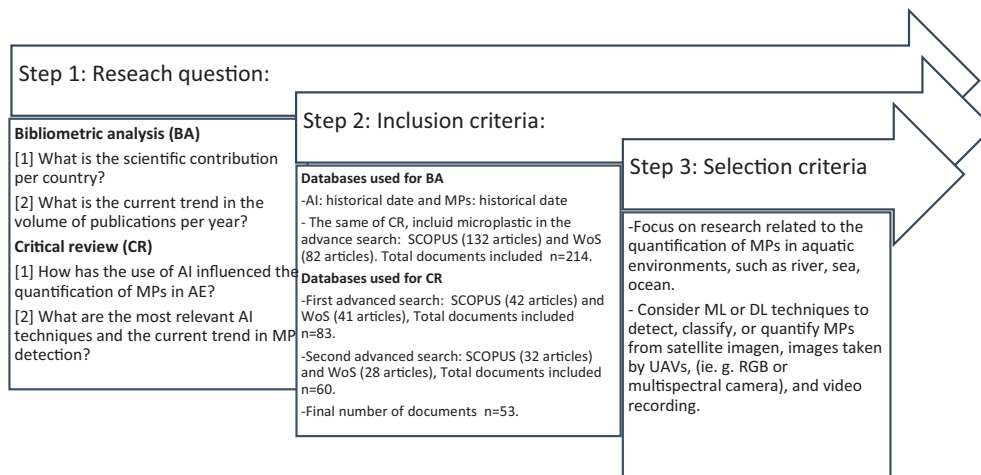 Step 1: Reseach question:
Bibliometric analysis (BA)
[1] What is the scientific contribution
per country?
[2] What is the current trend in the
volume of publications per year?
Critical review (CR)
[1] How has the use of AI influenced the
quantification of MPs in AE?
[2] What are the most relevant AI
techniques and the current trend in MP
detection?
Step 2: Inclusion criteria:
Databases used for BA
-AI: historical date and MPs: historical date
- The same of CR, incluid microplastic in the
advance search: SCOPUS (132 articles) and WoS
(82 articles). Total documents included n=214.
Databases used for CR
-First advanced search: SCOPUS (42 articles) and
WoS (41 articles), Total documents included
n=83.
-Second advanced search: SCOPUS (32 articles)
and WoS (28 articles), Total documents included
n=60.
-Final number of documents n=53.
Step 3: Selection criteria
-Focus on research related to the
quantification of MPs in aquatic
environments, such as river, sea,
ocean.
- Consider ML or DL techniques to
detect, classify, or quantify MPs
from satellite imagen, images taken
by UAVs, (ie. g. RGB or
multispectral camera), and video
recording.